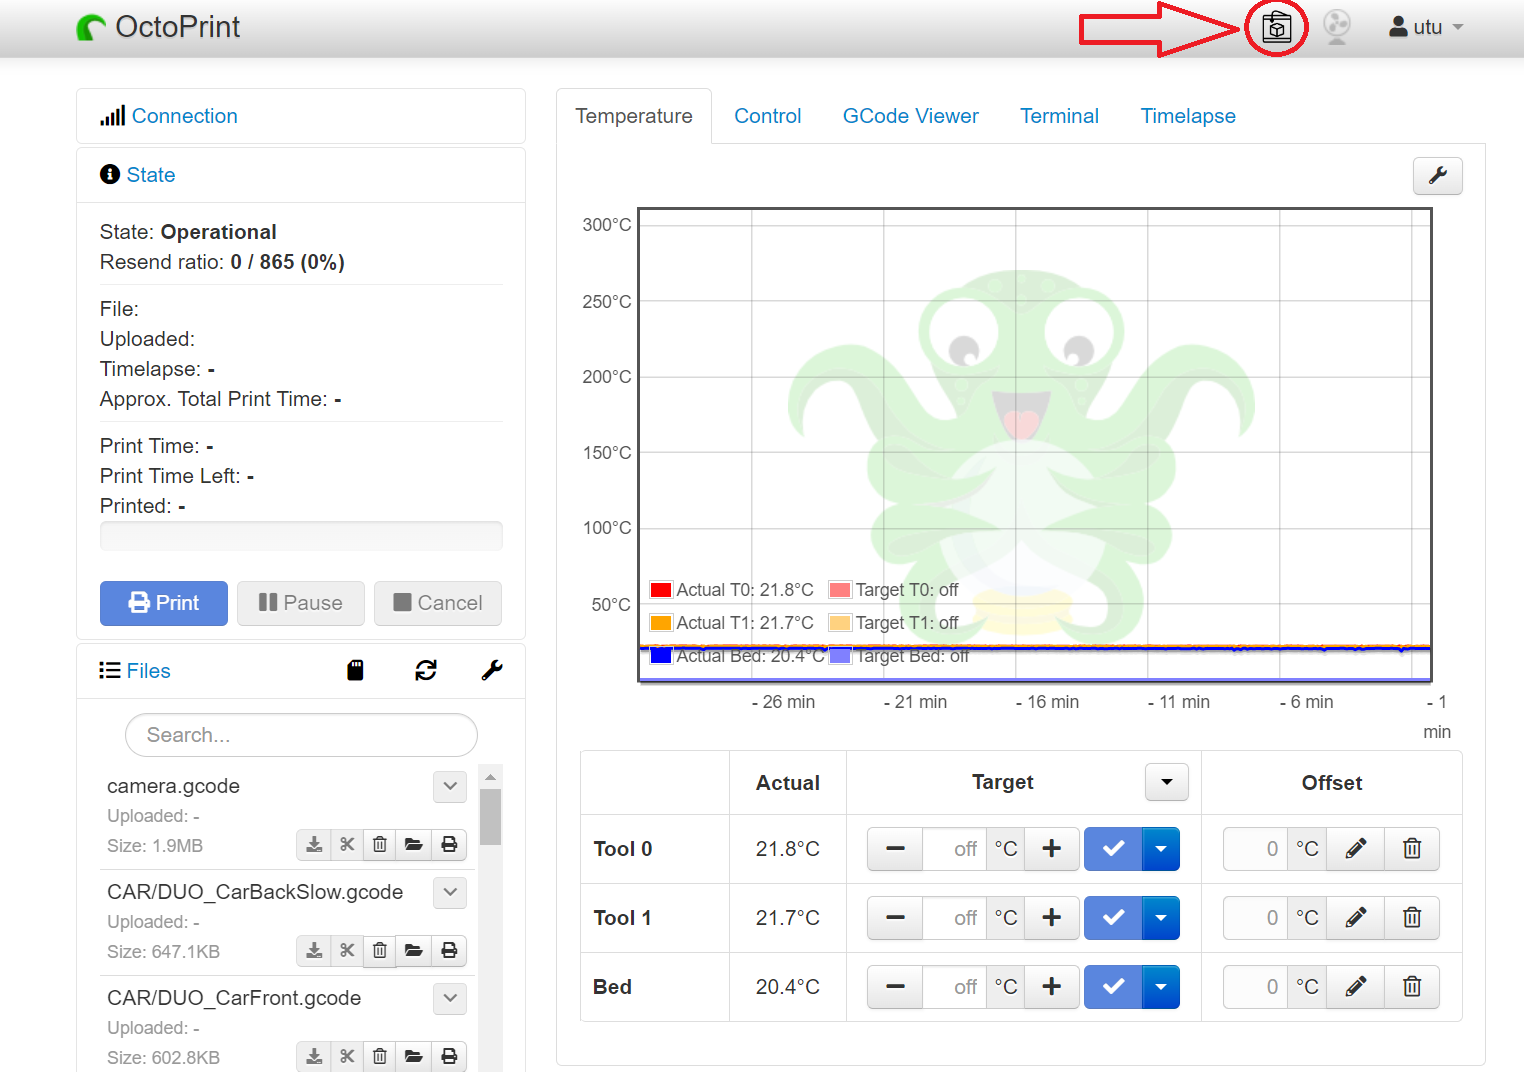 OctoPrint
utu
Connection
State
State: Operational
Resend ratio: 0 / 865 (0%)
File:
Uploaded:
Timelapse: -
Approx. Total Print Time: -
Print Time: -
Print Time Left: -
Printed: -
Print Pause Cancel
Files
Search...
camera.gcode
Uploaded: -
Size: 1.9MB
CAR/DUO_CarBackSlow.gcode
Uploaded: -
Size: 647.1KB
CAR/DUO_CarFront.gcode
Uploaded: -
Size: 602.8KB
Temperature Control GCode Viewer Terminal Timelapse
300°C
250°C
200°C
150°C
100°C
50°C
Actual T0: 21.8°C Target T0: off
Actual T1: 21.7°C Target T1: off
Actual Bed: 20.4°C Target Bed: off
- 26 min - 21 min - 16 min - 11 min - 6 min - 1
min
Actual Target Offset
Tool 0 21.8°C off °C 0 °C
Tool 1 21.7°C off °C 0 °C
Bed 20.4°C off °C 0 °C